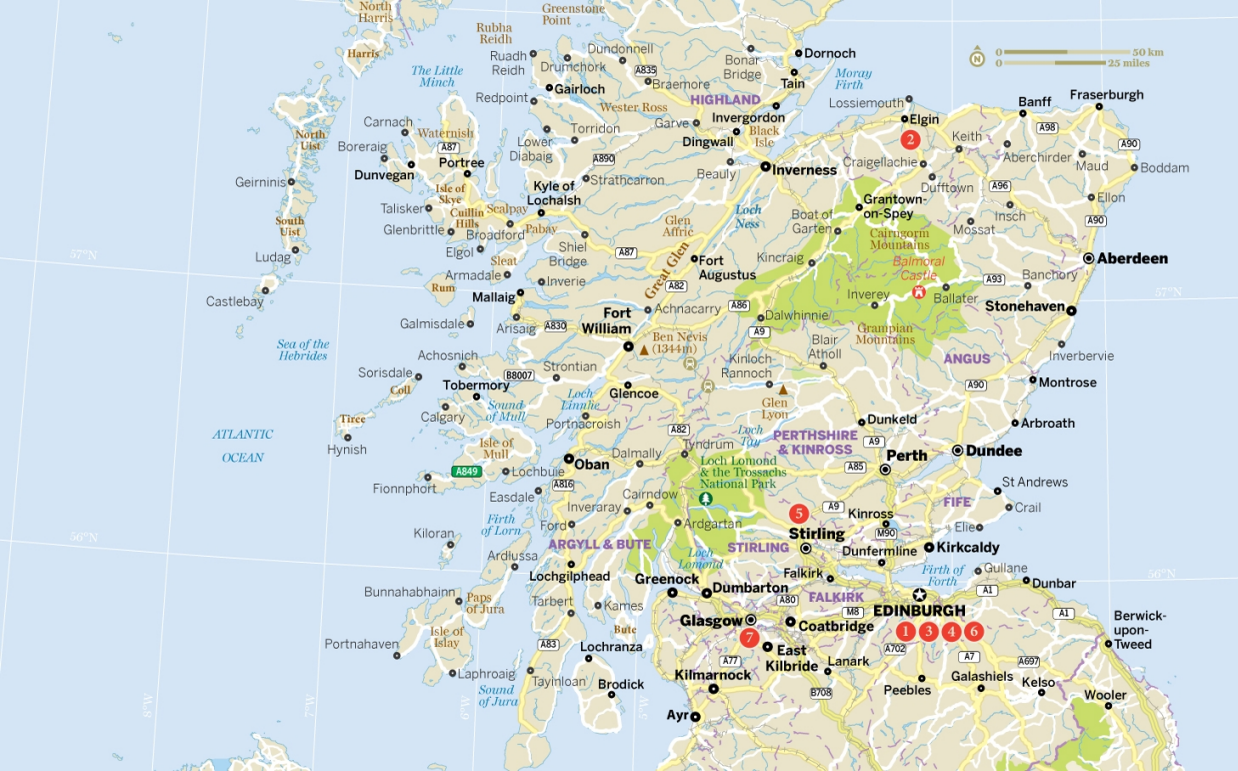 North
Harris
Harris
Greenstone
Point
Rubha
Reidh
Ruadh
Reidh
Drumchork
Dundonnell
A835
Braemore
Bonar
Bridge
Dornoch
Tain
Moray
Firth
N
0
50 km
0
25 miles
The Little
Minch
Gairloch
Redpoint
Wester Ross
HIGHLAND
Invergordon
Lossiemouth
Elgin
2
Banff
Fraserburgh
Carnach
Waternish
Boreraig
A87
Portree
Dunvegan
North
Uist
Torridon
Lower
Diabaig
A890
Garve
Dingwall
Black
Isle
Keith
A98
A90
Aberchirder
Maud
Boddam
Craigellachie
Dufftown
A96
Geirninis
Isle of
Skye
Kyle of
Lochalsh
Strathcarron
Beauly
Inverness
Grantown-
on-Spey
Insch
Ellon
Talisker
Cuillin
Hills
Scalpay
Pabay
Glenbrittle
Broadford
Elgol
South
Uist
Ludag
Glen
Affric
Loch
Ness
Boat of
Garten
Cairngorm
Mountains
Mossat
A90
Shiel
Bridge
A87
Great Glen
Fort
Augustus
Kincraig
Balmoral
Castle
A93
Banchory
Aberdeen
57°N
Sleat
Armadale
Inverie
A82
Rum
Mallaig
Castlebay
Achnacarry
A86
Inverey
Ballater
Stonehaven
57°N
Galmisdale
Arisaig
A830
Fort
William
Dalwhinnie
A9
Grampian
Mountains
Ben Nevis
(1344m)
Blair
Atholl
Inverbervie
Sea of the
Hebrides
Achosnich
Sorisdale
Coll
Tobermory
B8007
Strontian
Kinloch-
Rannoch
ANGUS
A90
Montrose
Glencoe
Glen
Lyon
Tiree
Hynish
Calgary
Sound
of Mull
Loch
Linnhe
Portnacroish
Dunkeld
Arbroath
ATLANTIC
OCEAN
Isle of
Mull
A82
Loch
Tay
PERTHSHIRE
& KINROSS
A9
Tyndrum
Dalmally
Perth
Dundee
A849
Lochbuie
Oban
Loch Lomond
& the Trossachs
National Park
A85
Fionnphort
Easdale
A816
Cairndow
Inveraray
St Andrews
5
A9
Kinross
FIFE
Crail
Kiloran
Firth
of Lorn
Ford
Ardgartan
Stirling
M90
Elie
56°N
ARGYLL & BUTE
STIRLING
Dunfermline
Kirkcaldy
Ardlussa
Lochgilphead
Loch
Lomond
Greenock
Dumbarton
Falkirk
Firth of
Forth
Gullane
56°N
Dunbar
Bunnahabhainn
Paps
of Jura
Tarbert
Kames
A80
FALKIRK
A1
EDINBURGH
1
3
4
6
M8
A1
Glasgow
7
Coatbridge
Berwick-
upon-
Tweed
Isle of
Islay
Bute
Portnahaven
A83
Lochranza
A77
East
Kilbride
Lanark
A702
A7
A697
Laphroaig
Tayinloan
Sound
of Jura
Brodick
Kilmarnock
B708
Peebles
Galashiels
Kelso
Wooler
Ayr
8°W
7°W
6°W
5°W